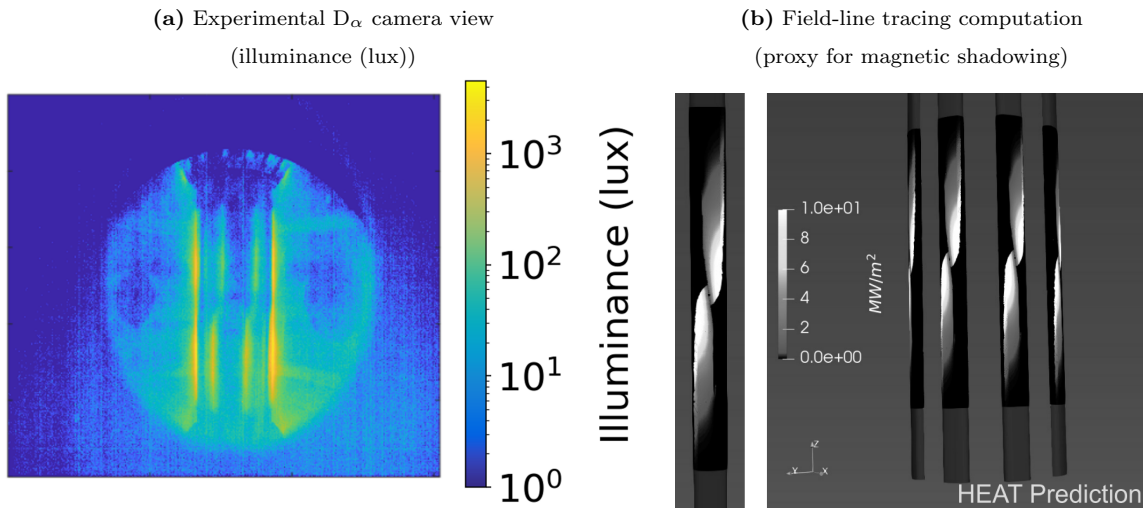 (a) Experimental Dα camera view
(illuminance (lux))
10³
10²
10¹
10⁰
Illuminance (lux)
(b) Field-line tracing computation
(proxy for magnetic shadowing)
1.0e+01
8
6
4
2
0.0e+00
MW/m²
Z
Y
X
HEAT Prediction